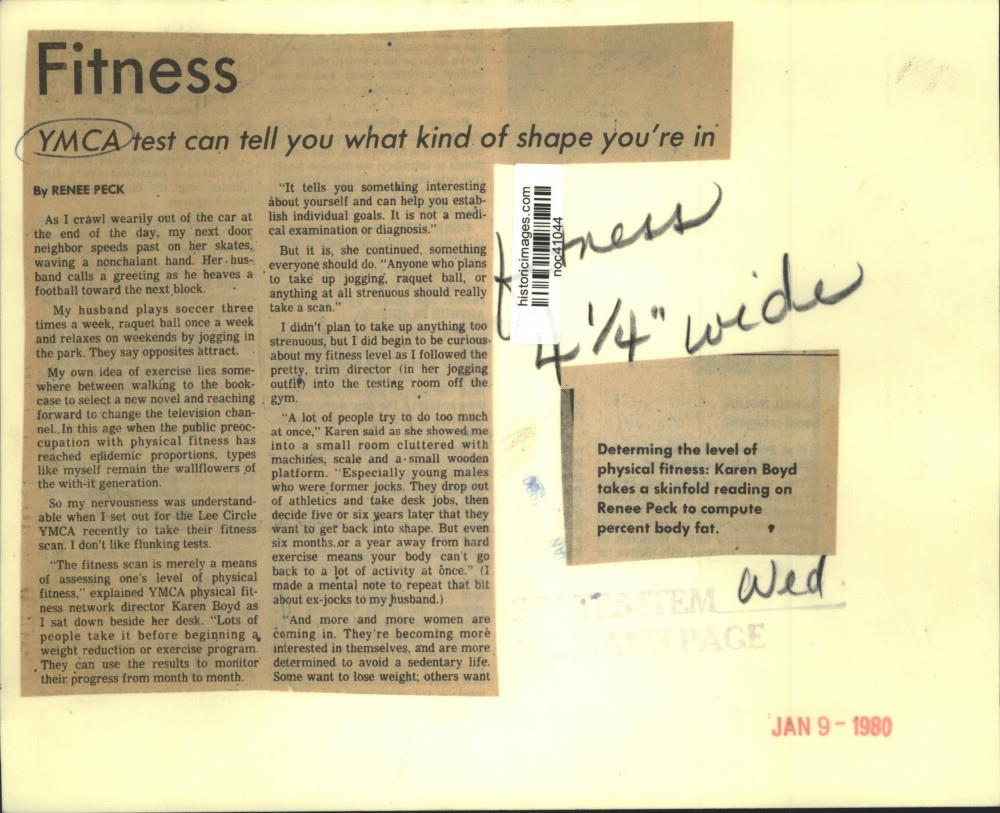 Fitness
YMCA test can tell you what kind of shape you're in
By RENEE PECK
As I crawl wearily out of the car at
the end of the day, my next door
neighbor speeds past on her skates,
waving a nonchalant hand. Her hus-
band calls a greeting as he heaves a
football toward the next block.
My husband plays soccer three
times a week, raquet ball once a week
and relaxes on weekends by jogging in
the park. They say opposites attract.
My own idea of exercise lies some-
where between walking to the book-
case to select a new novel and reaching
forward to change the television chan-
nel. In this age when the public preoc-
cupation with physical fitness has
reached epidemic proportions, types
like myself remain the wallflowers of
the with-it generation.
So my nervousness was understand-
able when I set out for the Lee Circle
YMCA recently to take their fitness
scan. I don't like flunking tests.
"The fitness scan is merely a means
of assessing one's level of physical
fitness," explained YMCA physical fit-
ness network director Karen Boyd as
I sat down beside her desk. "Lots of
people take it before beginning a
weight reduction or exercise program.
They can use the results to monitor
their progress from month to month.
"It tells you something interesting
about yourself and can help you estab-
lish individual goals. It is not a medi-
cal examination or diagnosis."
But it is, she continued, something
everyone should do. "Anyone who plans
to take up jogging, raquet ball, or
anything at all strenuous should really
take a scan."
I didn't plan to take up anything too
strenuous, but I did begin to be curious
about my fitness level as I followed the
pretty, trim director (in her jogging
outfit) into the testing room off the
gym.
"A lot of people try to do too much
at once," Karen said as she showed me
into a small room cluttered with
machines, scale and a small wooden
platform. "Especially young males
who were former jocks. They drop out
of athletics and take desk jobs, then
decide five or six years later that they
want to get back into shape. But even
six months or a year away from hard
exercise means your body can't go
back to a lot of activity at once." (I
made a mental note to repeat that bit
about ex-jocks to my husband.)
"And more and more women are
coming in. They're becoming more
interested in themselves, and are more
determined to avoid a sedentary life.
Some want to lose weight; others want
historicimages.com
noc41044
fitness
4 1/4" wide
Determing the level of
physical fitness: Karen Boyd
takes a skinfold reading on
Renee Peck to compute
percent body fat.
Wed
ITEM
PAGE
JAN 9 - 1980